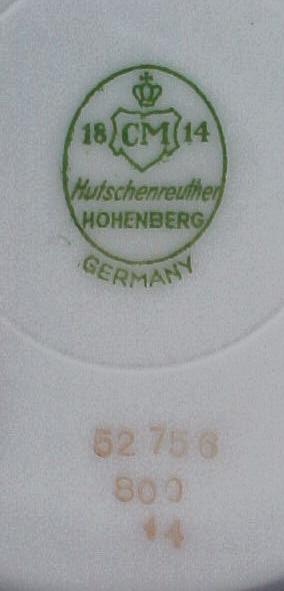 18 CM 14
Hutschenreuther
HOHENBERG
GERMANY
52 756
800
14